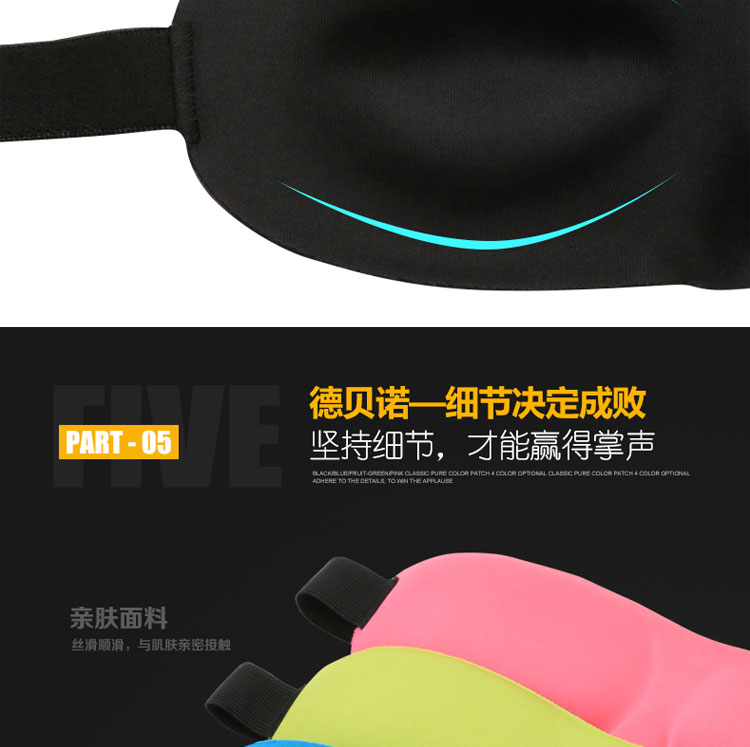 FIVE
PART - 05
德贝诺—细节决定成败
坚持细节，才能赢得掌声
BLACK/BLUE/FRUIT-GREEN/PINK CLASSIC PURE COLOR PATCH 4 COLOR OPTIONAL CLASSIC PURE COLOR PATCH 4 COLOR OPTIONAL
ADHERE TO THE DETAILS, TO WIN THE APPLAUSE
亲肤面料
丝滑顺滑，与肌肤亲密接触